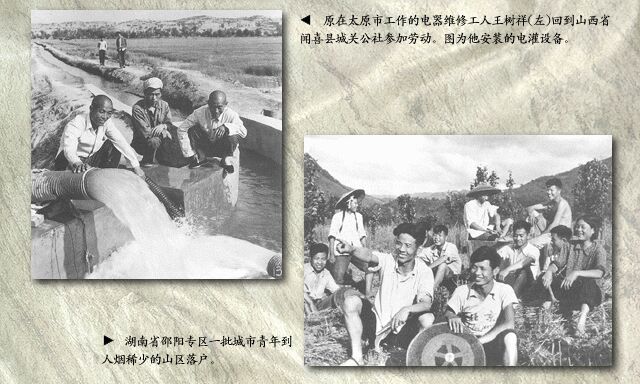 ◀ 原在太原市工作的电器维修工人王树祥(左)回到山西省
闻喜县城关公社参加劳动。图为他安装的电灌设备。
▶ 湖南省邵阳专区一批城市青年到
人烟稀少的山区落户。